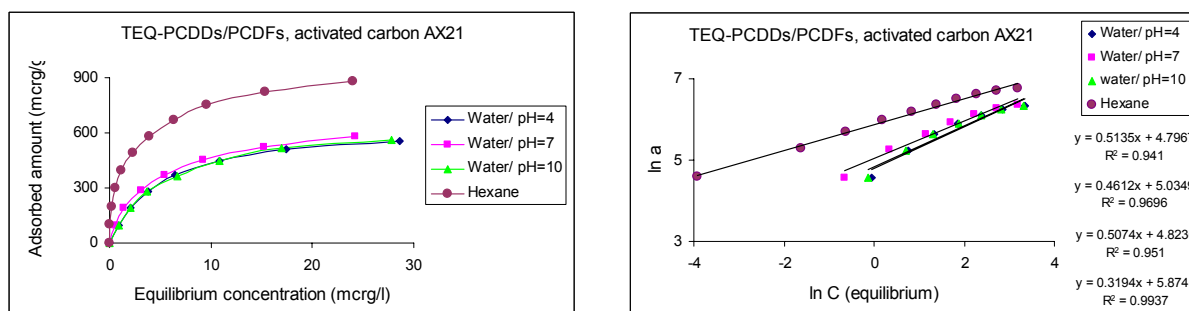 TEQ-PCDDs/PCDFs, activated carbon AX21
Adsorbed amount (mcrg/g
900
600
300
0
0
10
20
30
Equilibrium concentration (mcrg/l)
Water/ pH=4
Water/ pH=7
Water/ pH=10
Hexane
TEQ-PCDDs/PCDFs, activated carbon AX21
ln a
7
5
3
-4
-2
0
2
4
ln C (equilibrium)
Water/ pH=4
Water/ pH=7
water/ pH=10
Hexane
y = 0.5135x + 4.7967
R² = 0.941
y = 0.4612x + 5.0349
R² = 0.9696
y = 0.5074x + 4.823
R² = 0.951
y = 0.3194x + 5.874
R² = 0.9937